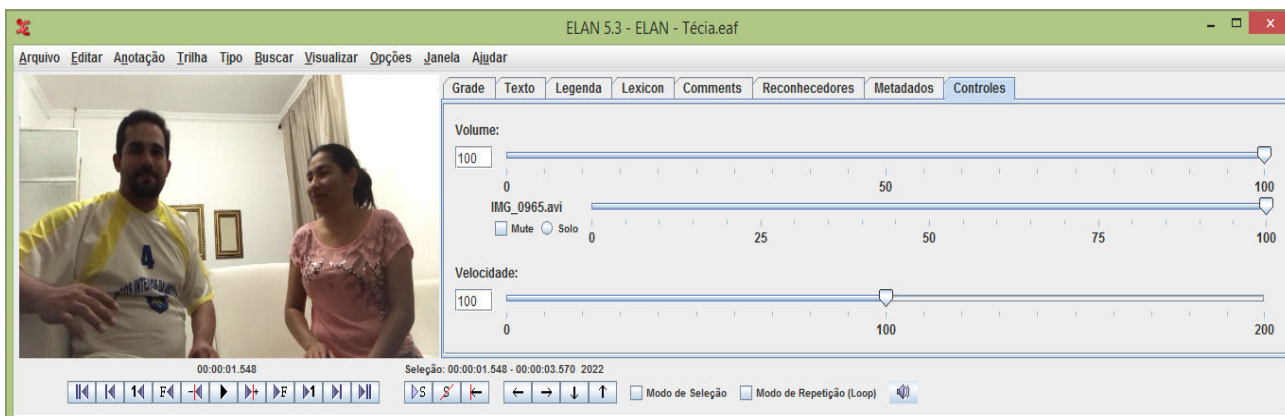 ELAN 5.3 - ELAN - Técia.eaf
Arquivo Editar Anotação Trilha Tipo Buscar Visualizar Opções Janela Ajudar
Grade Texto Legenda Lexicon Comments Reconhecedores Metadados Controles
Volume:
100
0 50 100
IMG_0965.avi
Mute Solo
0 25 50 75 100
Velocidade:
100
0 100 200
4
00:00:01.548
Seleção: 00:00:01.548 - 00:00:03.570 2022
1 F + F 1 S S
Modo de Seleção Modo de Repetição (Loop)